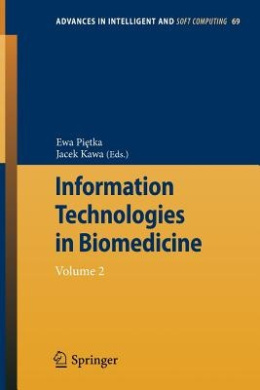 ADVANCES IN INTELLIGENT AND SOFT COMPUTING 69
Ewa Piętka
Jacek Kawa (Eds.)
Information
Technologies
in Biomedicine
Volume 2
Springer